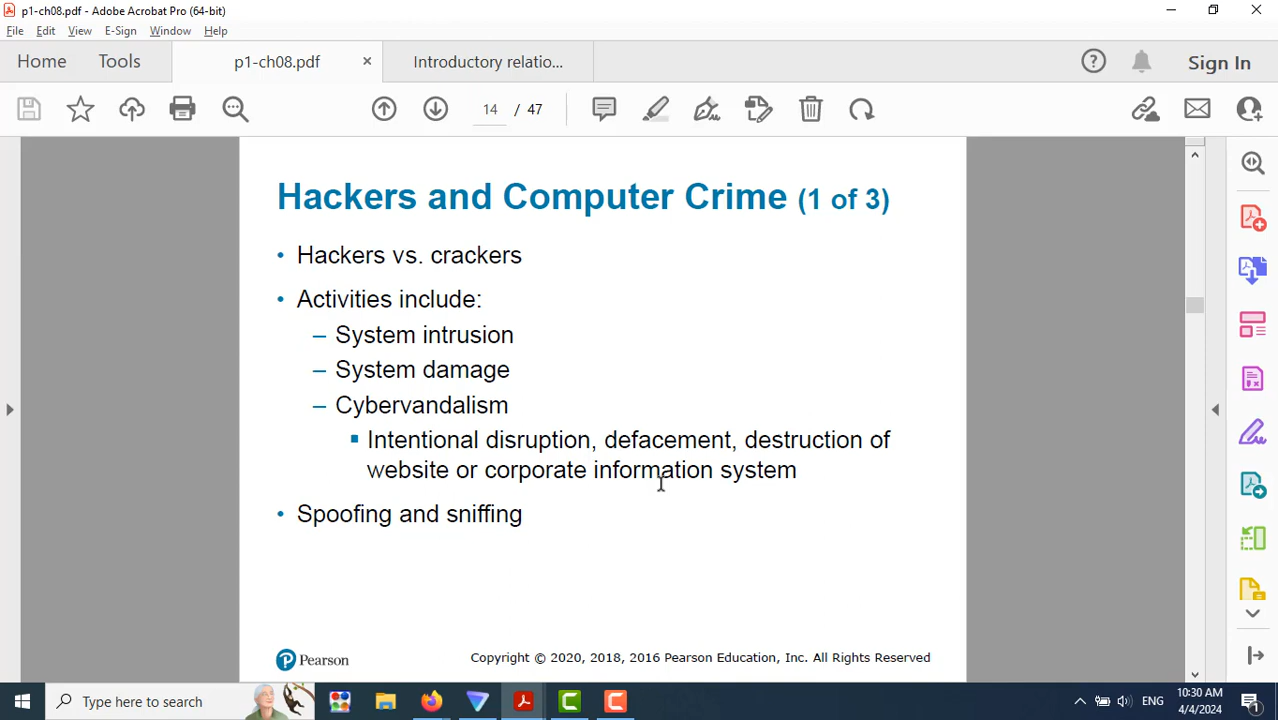 p1-ch08.pdf - Adobe Acrobat Pro (64-bit)
File Edit View E-Sign Window Help
Home Tools p1-ch08.pdf × Introductory relatio...
Sign In
14 / 47
Hackers and Computer Crime (1 of 3)
• Hackers vs. crackers
• Activities include:
– System intrusion
– System damage
– Cybervandalism
▪ Intentional disruption, defacement, destruction of
website or corporate information system
• Spoofing and sniffing
Pearson
Copyright © 2020, 2018, 2016 Pearson Education, Inc. All Rights Reserved
Type here to search
ENG
10:30 AM
4/4/2024
1